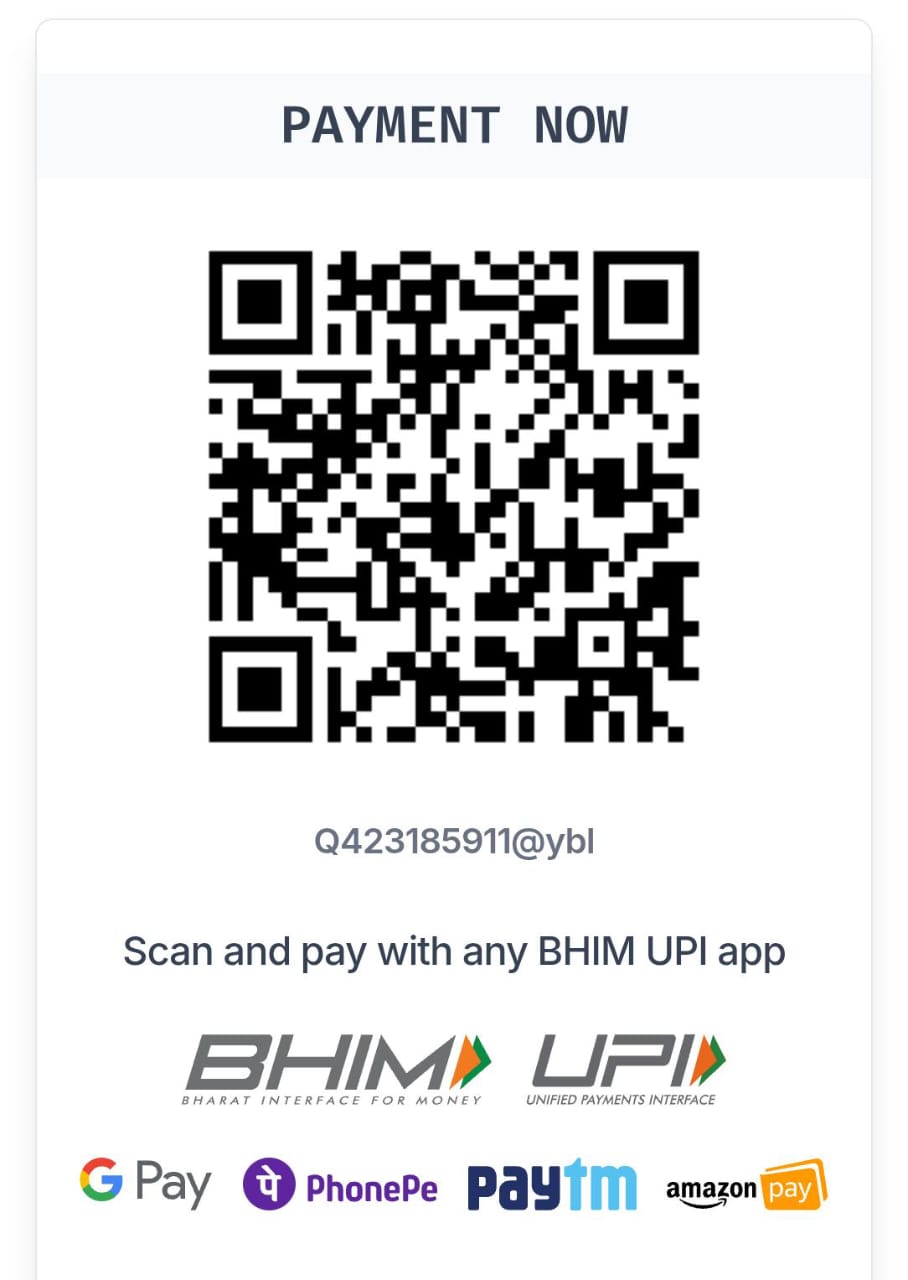 PAYMENT NOW
Q423185911@ybl
Scan and pay with any BHIM UPI app
BHIM UPI
BHARAT INTERFACE FOR MONEY UNIFIED PAYMENTS INTERFACE
G Pay पे PhonePe paytm amazon pay